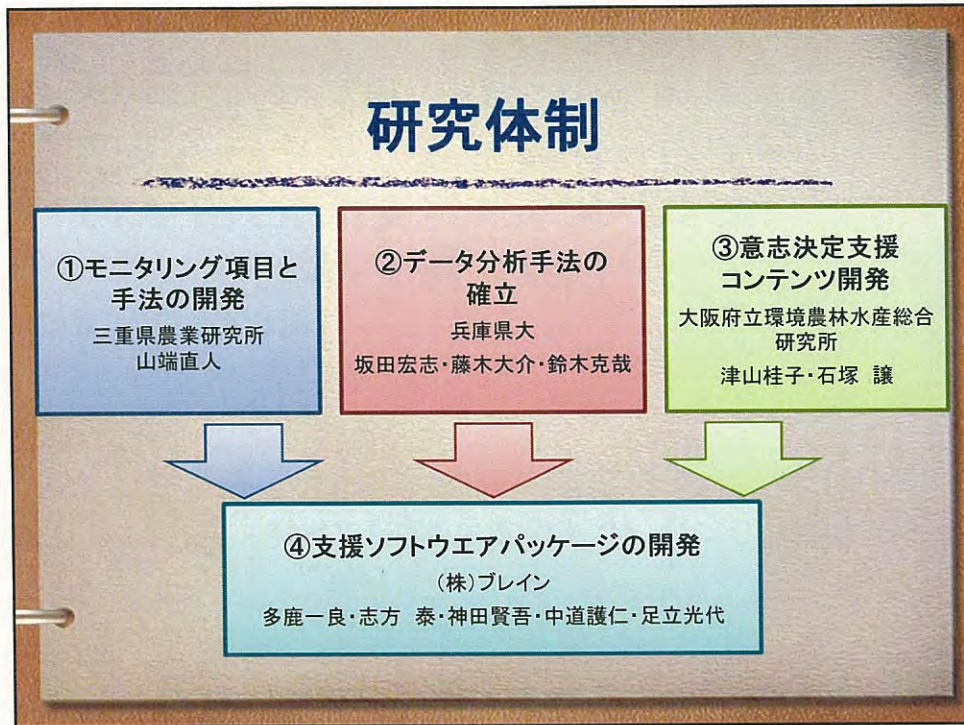 研究体制
①モニタリング項目と
手法の開発
三重県農業研究所
山端直人
②データ分析手法の
確立
兵庫県大
坂田宏志・藤木大介・鈴木克哉
③意志決定支援
コンテンツ開発
大阪府立環境農林水産総合
研究所
津山桂子・石塚 譲
④支援ソフトウエアパッケージの開発
(株)ブレイン
多鹿一良・志方 泰・神田賢吾・中道護仁・足立光代